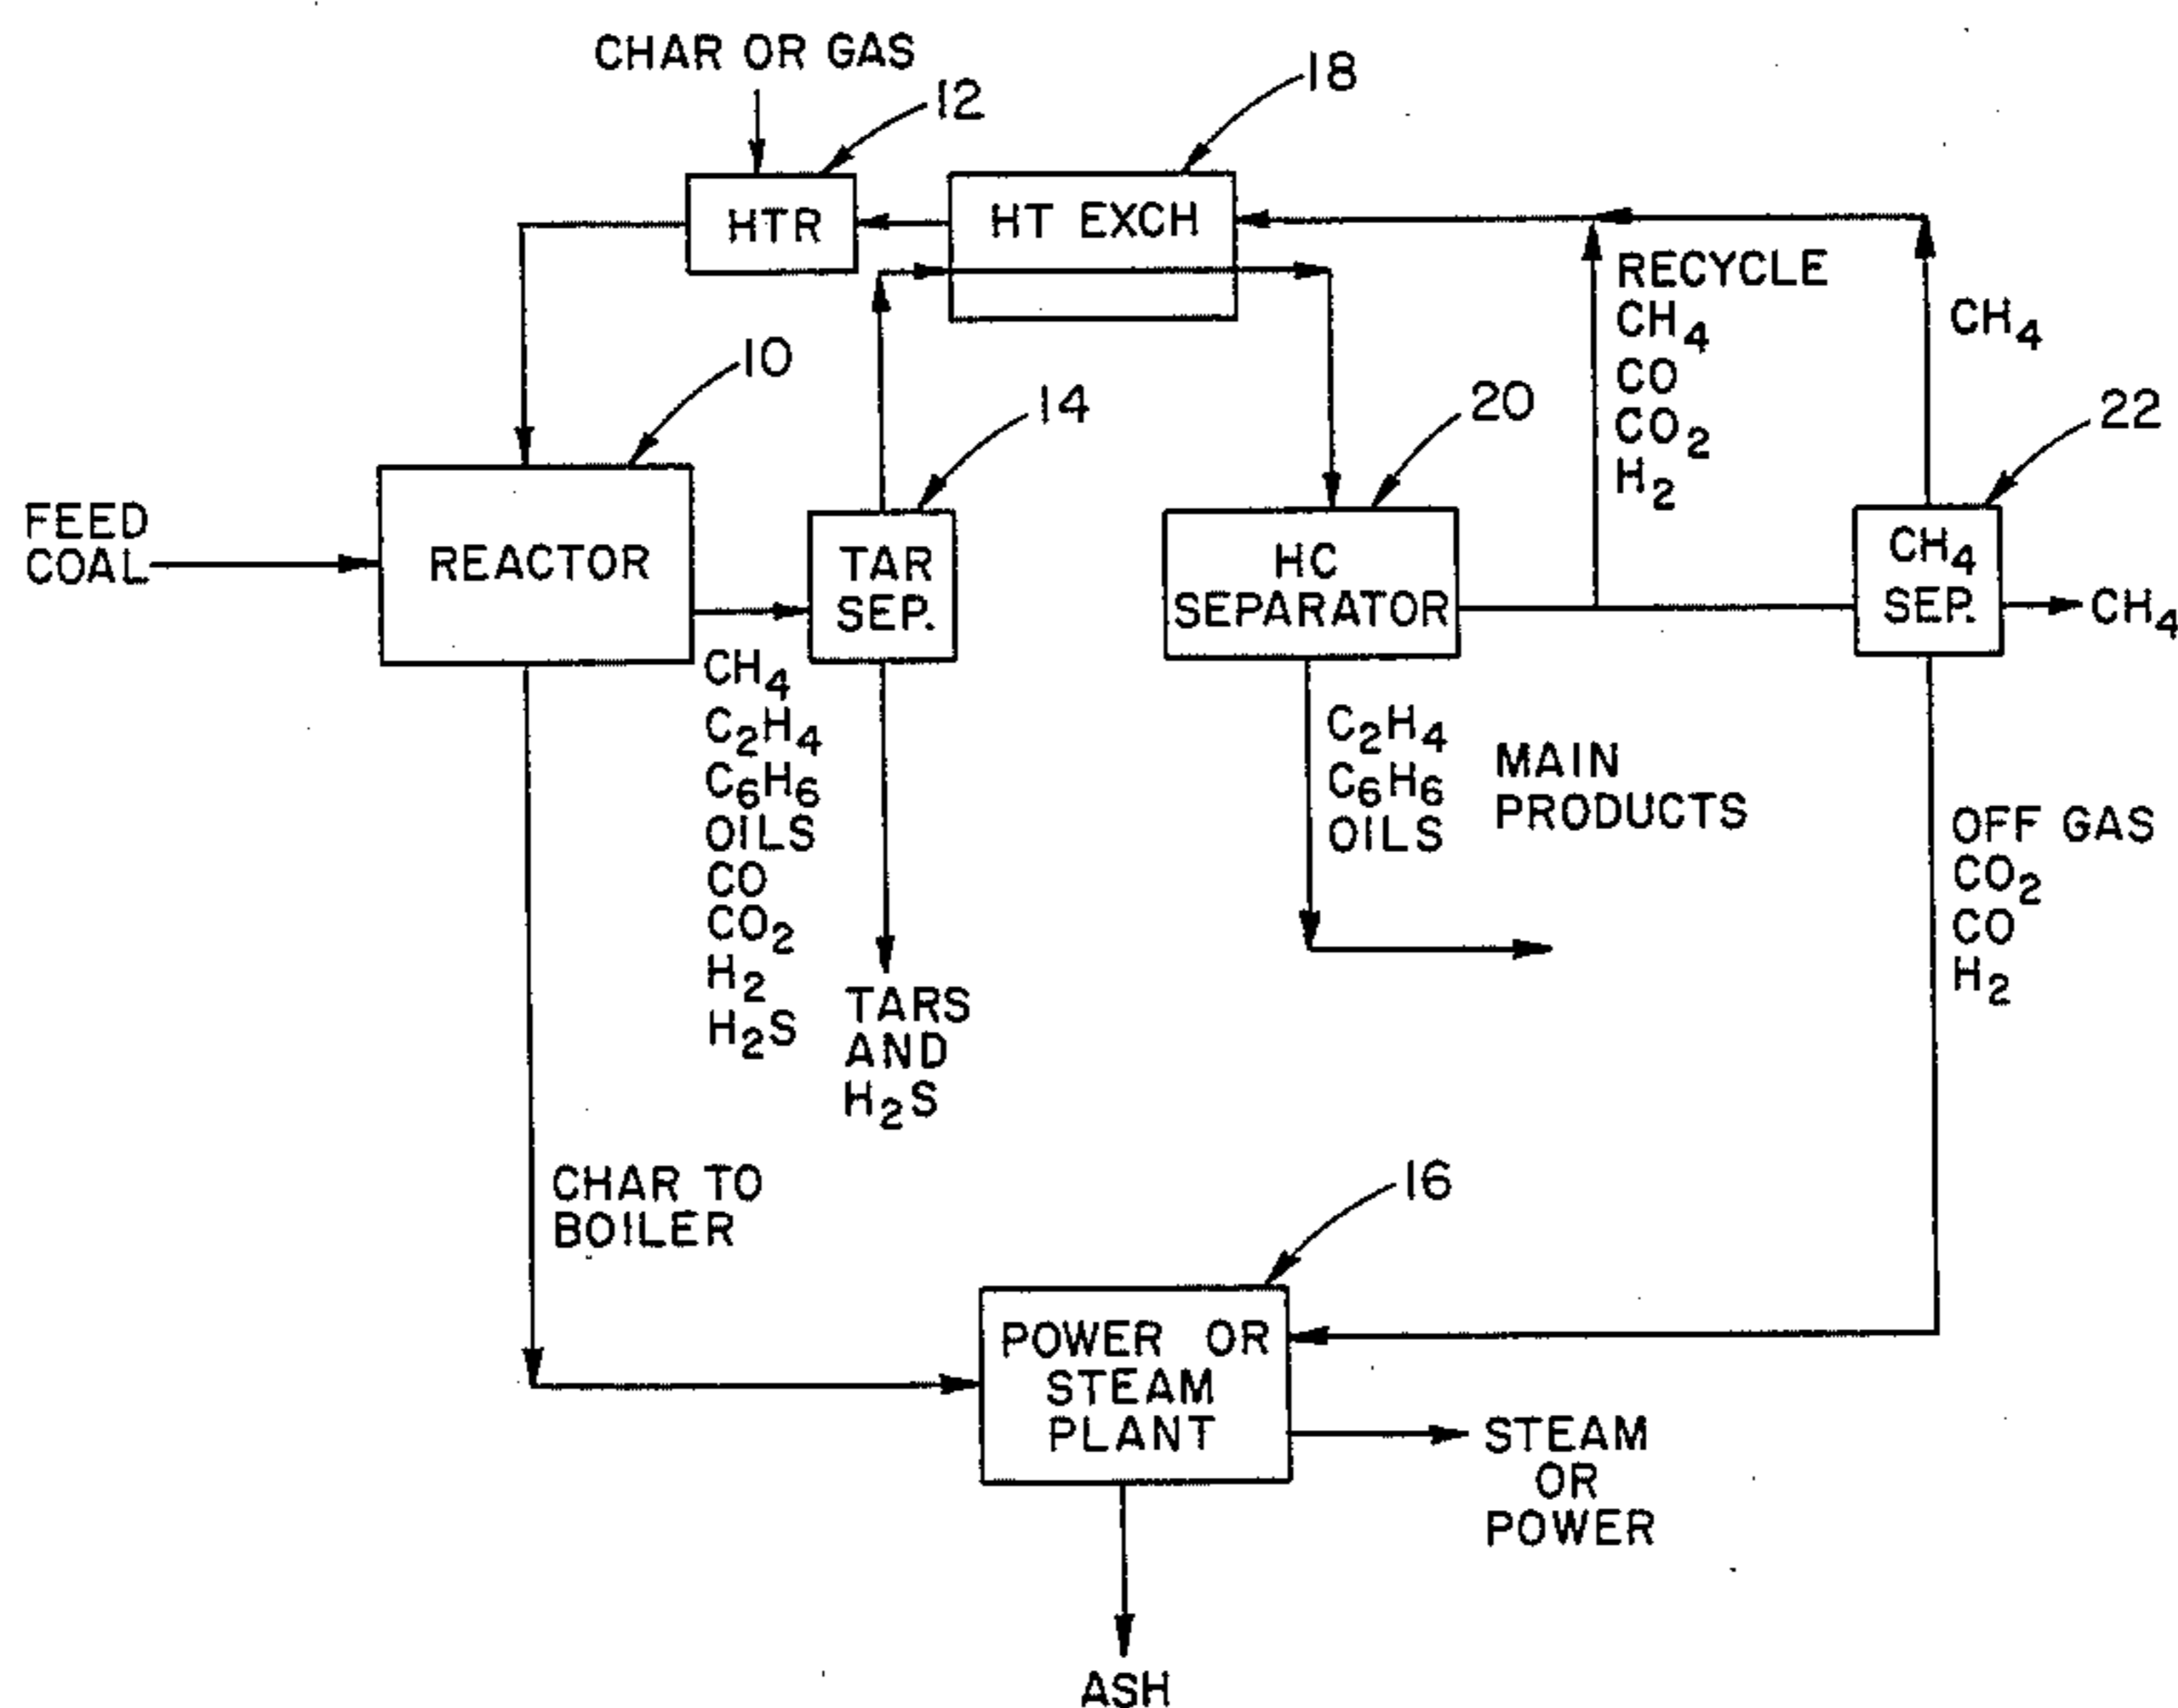 CHAR OR GAS
12
18
HTR
HT EXCH
RECYCLE
CH4
CO
CO2
H2
CH4
10
14
20
22
FEED
COAL
REACTOR
TAR
SEP.
HC
SEPARATOR
CH4
SEP.
CH4
CH4
C2H4
C6H6
OILS
CO
CO2
H2
H2S
TARS
AND
H2S
C2H4
C6H6
OILS
MAIN
PRODUCTS
OFF GAS
CO2
CO
H2
CHAR TO
BOILER
16
POWER OR
STEAM
PLANT
STEAM
OR
POWER
ASH